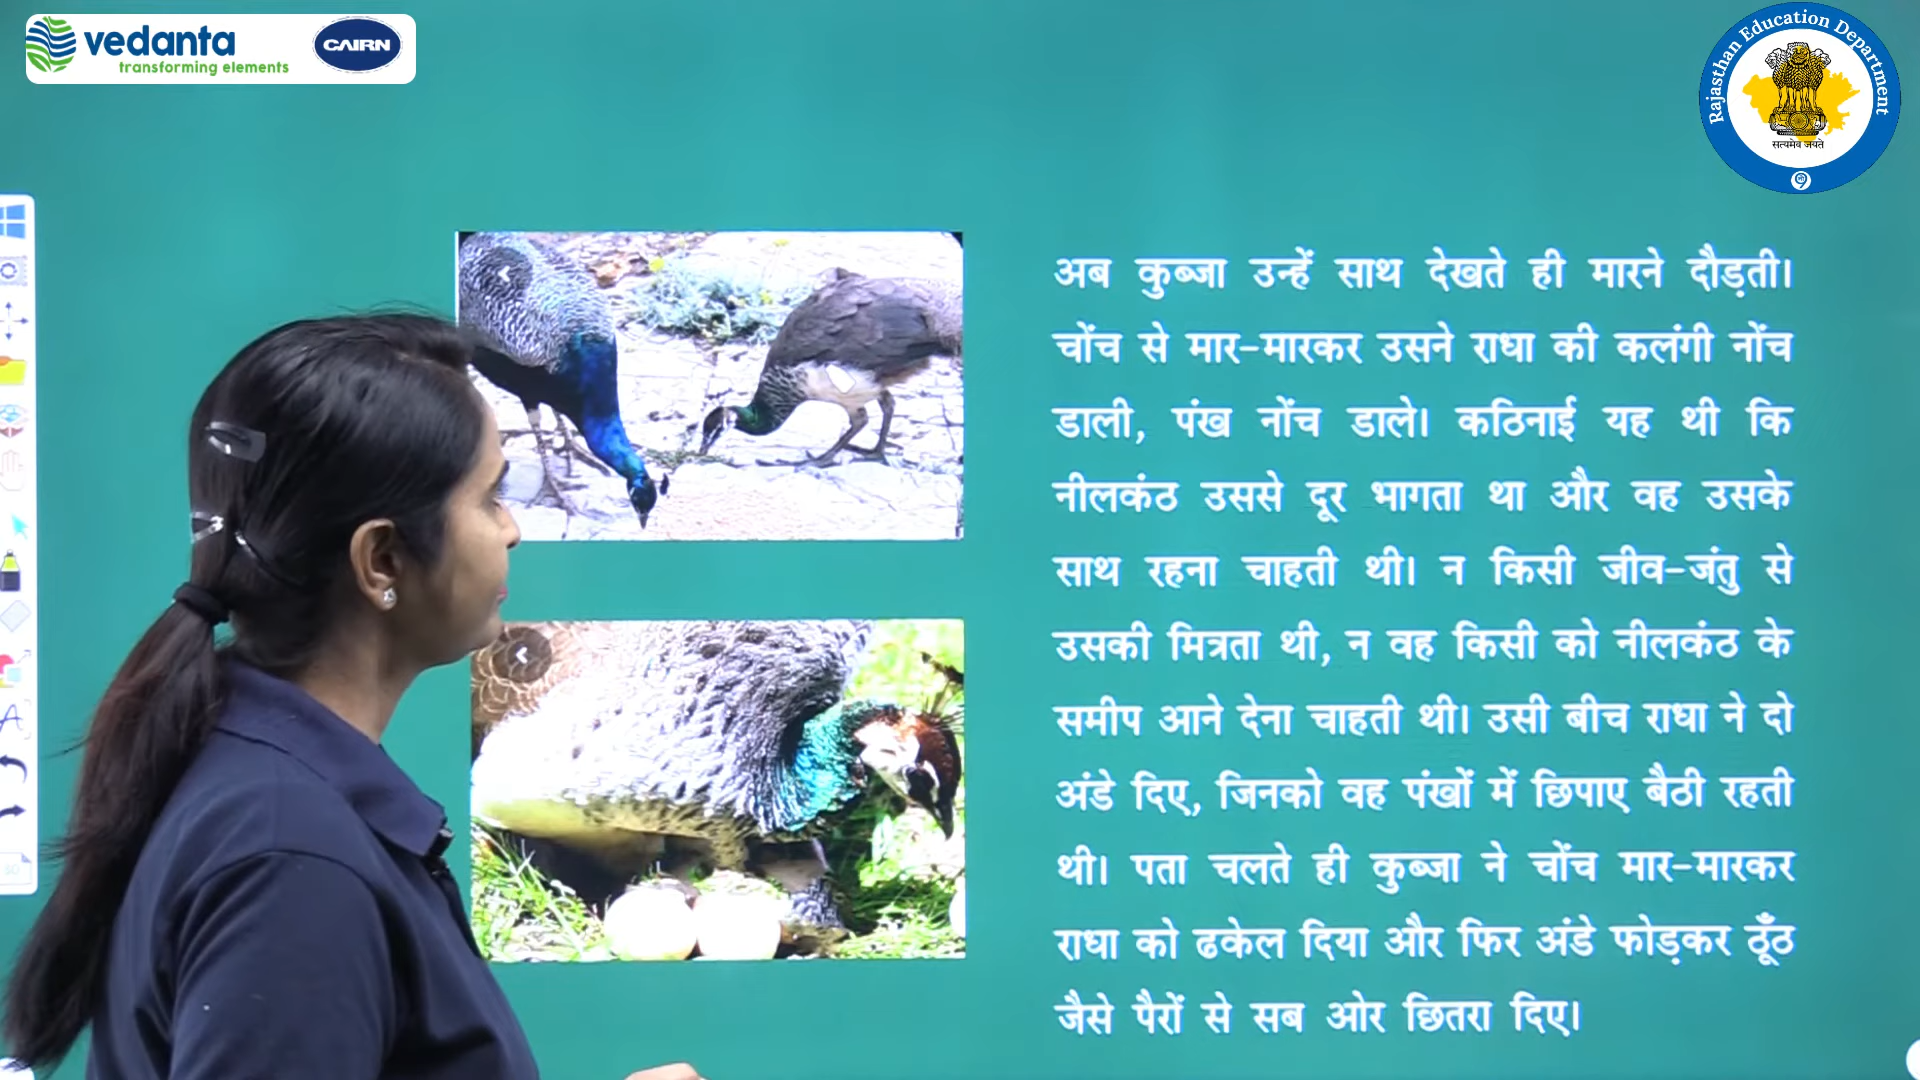 vedanta
transforming elements
CAIRN
Rajasthan Education Department
सत्यमेव जयते
अब कुब्जा उन्हें साथ देखते ही मारने दौड़ती।
चोंच से मार-मारकर उसने राधा की कलंगी नोंच
डाली, पंख नोंच डाले। कठिनाई यह थी कि
नीलकंठ उससे दूर भागता था और वह उसके
साथ रहना चाहती थी। न किसी जीव-जंतु से
उसकी मित्रता थी, न वह किसी को नीलकंठ के
समीप आने देना चाहती थी। उसी बीच राधा ने दो
अंडे दिए, जिनको वह पंखों में छिपाए बैठी रहती
थी। पता चलते ही कुब्जा ने चोंच मार-मारकर
राधा को ढकेल दिया और फिर अंडे फोड़कर ठूँठ
जैसे पैरों से सब ओर छितरा दिए।